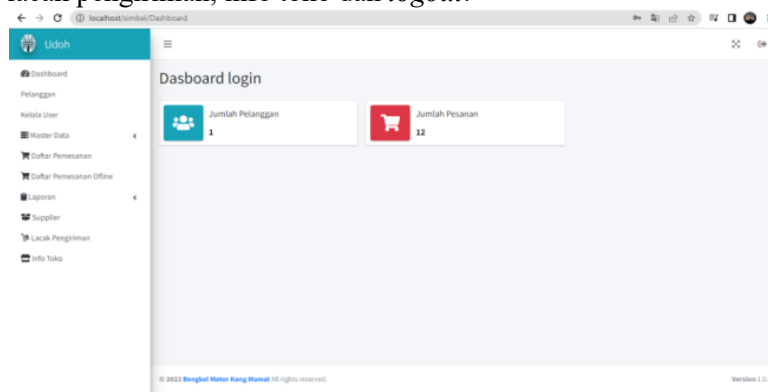 lacak pengiriman, info toko dan logout.
localhost/simbel/Dashboard
Udoh
Dashboard
Pelanggan
Kelola User
Master Data
Daftar Pemesanan
Daftar Pemesanan Ofline
Laporan
Supplier
Lacak Pengiriman
Info Toko
Dasboard login
Jumlah Pelanggan
1
Jumlah Pesanan
12
© 2022 Bengkel Motor Kang Mamat All rights reserved.
Version 1.0